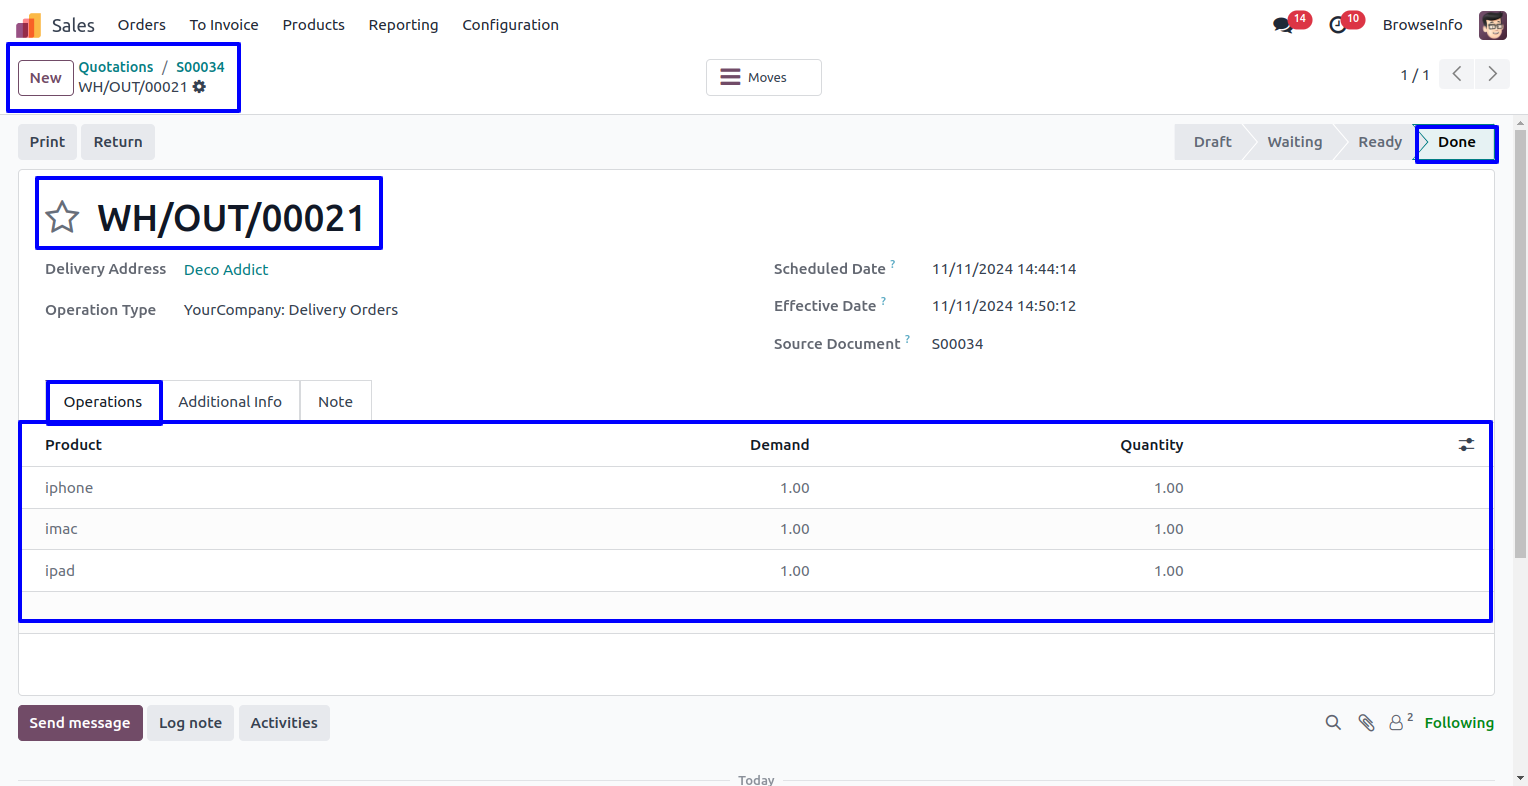 Sales Orders To Invoice Products Reporting Configuration 14 10 BrowseInfo
New Quotations / S00034
WH/OUT/00021
Moves
1 / 1
Print Return Draft Waiting Ready Done
WH/OUT/00021
Delivery Address Deco Addict
Operation Type YourCompany: Delivery Orders
Scheduled Date ? 11/11/2024 14:44:14
Effective Date ? 11/11/2024 14:50:12
Source Document ? S00034
Operations Additional Info Note
Product Demand Quantity
iphone 1.00 1.00
imac 1.00 1.00
ipad 1.00 1.00
Send message Log note Activities 2 Following
Today